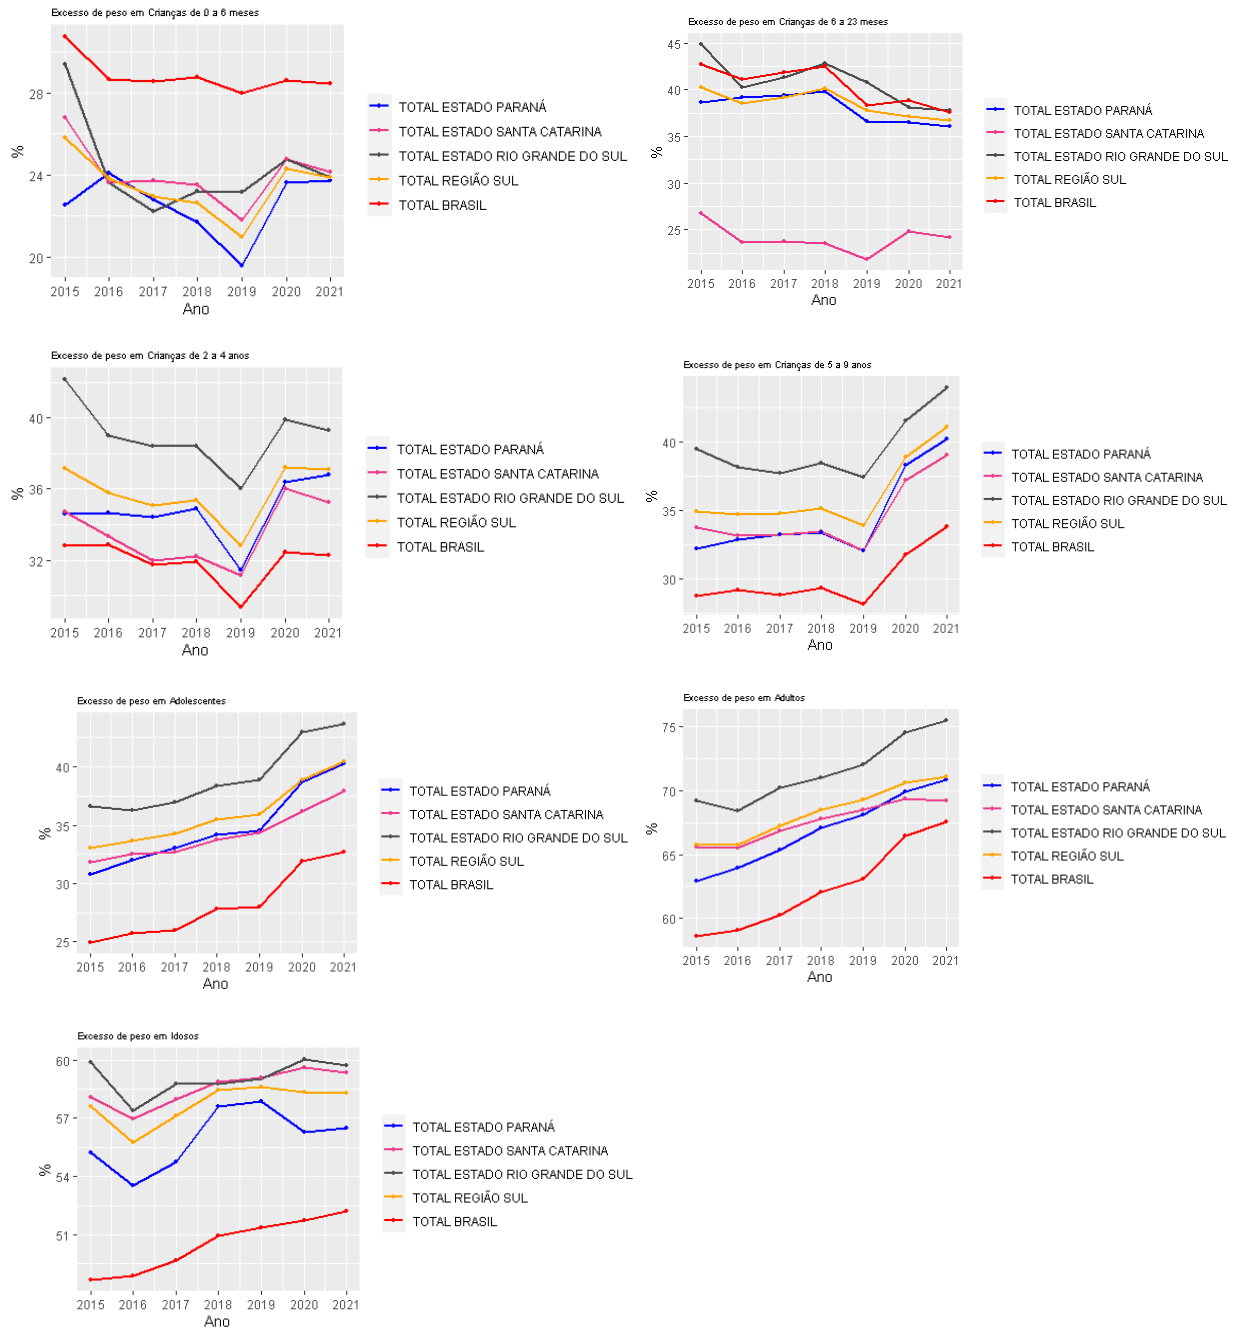 Excesso de peso em Crianças de 0 a 6 meses
28
24
20
%
2015 2016 2017 2018 2019 2020 2021
Ano
TOTAL ESTADO PARANÁ
TOTAL ESTADO SANTA CATARINA
TOTAL ESTADO RIO GRANDE DO SUL
TOTAL REGIÃO SUL
TOTAL BRASIL
Excesso de peso em Crianças de 6 a 23 meses
45
40
35
30
25
%
2015 2016 2017 2018 2019 2020 2021
Ano
TOTAL ESTADO PARANÁ
TOTAL ESTADO SANTA CATARINA
TOTAL ESTADO RIO GRANDE DO SUL
TOTAL REGIÃO SUL
TOTAL BRASIL
Excesso de peso em Crianças de 2 a 4 anos
40
36
32
%
2015 2016 2017 2018 2019 2020 2021
Ano
TOTAL ESTADO PARANÁ
TOTAL ESTADO SANTA CATARINA
TOTAL ESTADO RIO GRANDE DO SUL
TOTAL REGIÃO SUL
TOTAL BRASIL
Excesso de peso em Crianças de 5 a 9 anos
40
35
30
%
2015 2016 2017 2018 2019 2020 2021
Ano
TOTAL ESTADO PARANÁ
TOTAL ESTADO SANTA CATARINA
TOTAL ESTADO RIO GRANDE DO SUL
TOTAL REGIÃO SUL
TOTAL BRASIL
Excesso de peso em Adolescentes
40
35
30
25
%
2015 2016 2017 2018 2019 2020 2021
Ano
TOTAL ESTADO PARANÁ
TOTAL ESTADO SANTA CATARINA
TOTAL ESTADO RIO GRANDE DO SUL
TOTAL REGIÃO SUL
TOTAL BRASIL
Excesso de peso em Adultos
75
70
65
60
%
2015 2016 2017 2018 2019 2020 2021
Ano
TOTAL ESTADO PARANÁ
TOTAL ESTADO SANTA CATARINA
TOTAL ESTADO RIO GRANDE DO SUL
TOTAL REGIÃO SUL
TOTAL BRASIL
Excesso de peso em Idosos
60
57
54
51
%
2015 2016 2017 2018 2019 2020 2021
Ano
TOTAL ESTADO PARANÁ
TOTAL ESTADO SANTA CATARINA
TOTAL ESTADO RIO GRANDE DO SUL
TOTAL REGIÃO SUL
TOTAL BRASIL